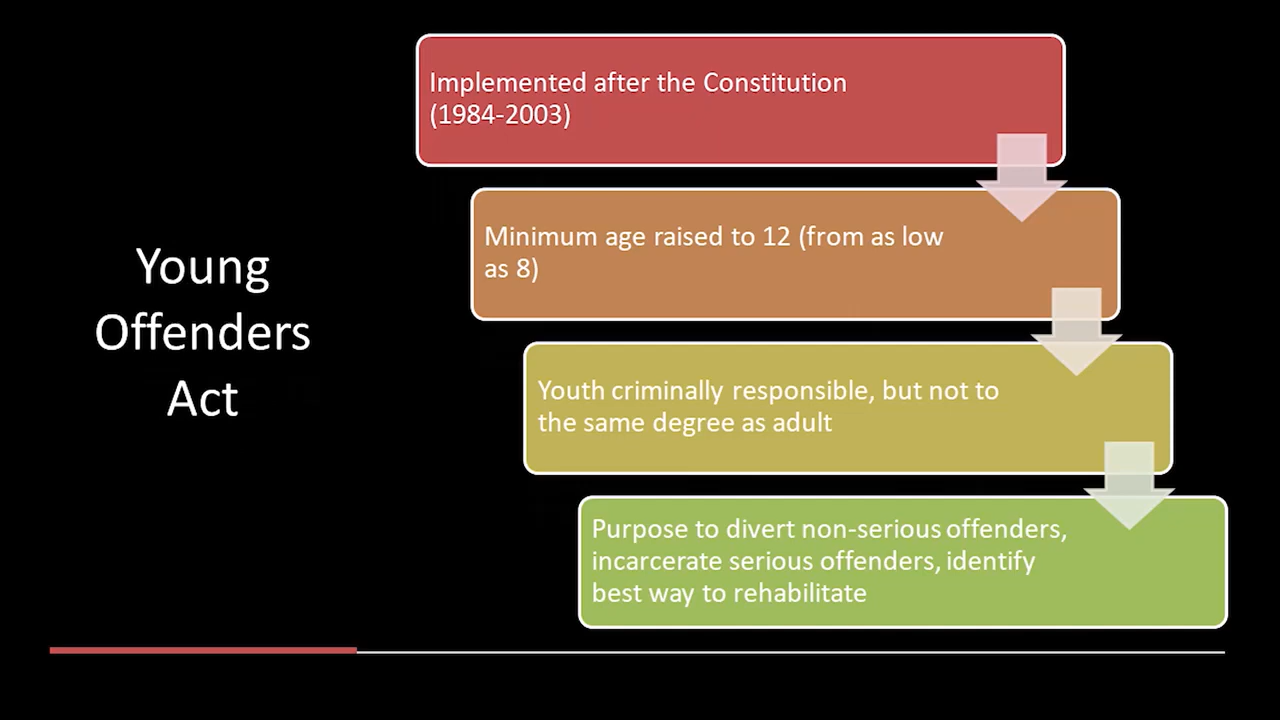 Young
Offenders
Act
Implemented after the Constitution
(1984-2003)
Minimum age raised to 12 (from as low
as 8)
Youth criminally responsible, but not to
the same degree as adult
Purpose to divert non-serious offenders,
incarcerate serious offenders, identify
best way to rehabilitate